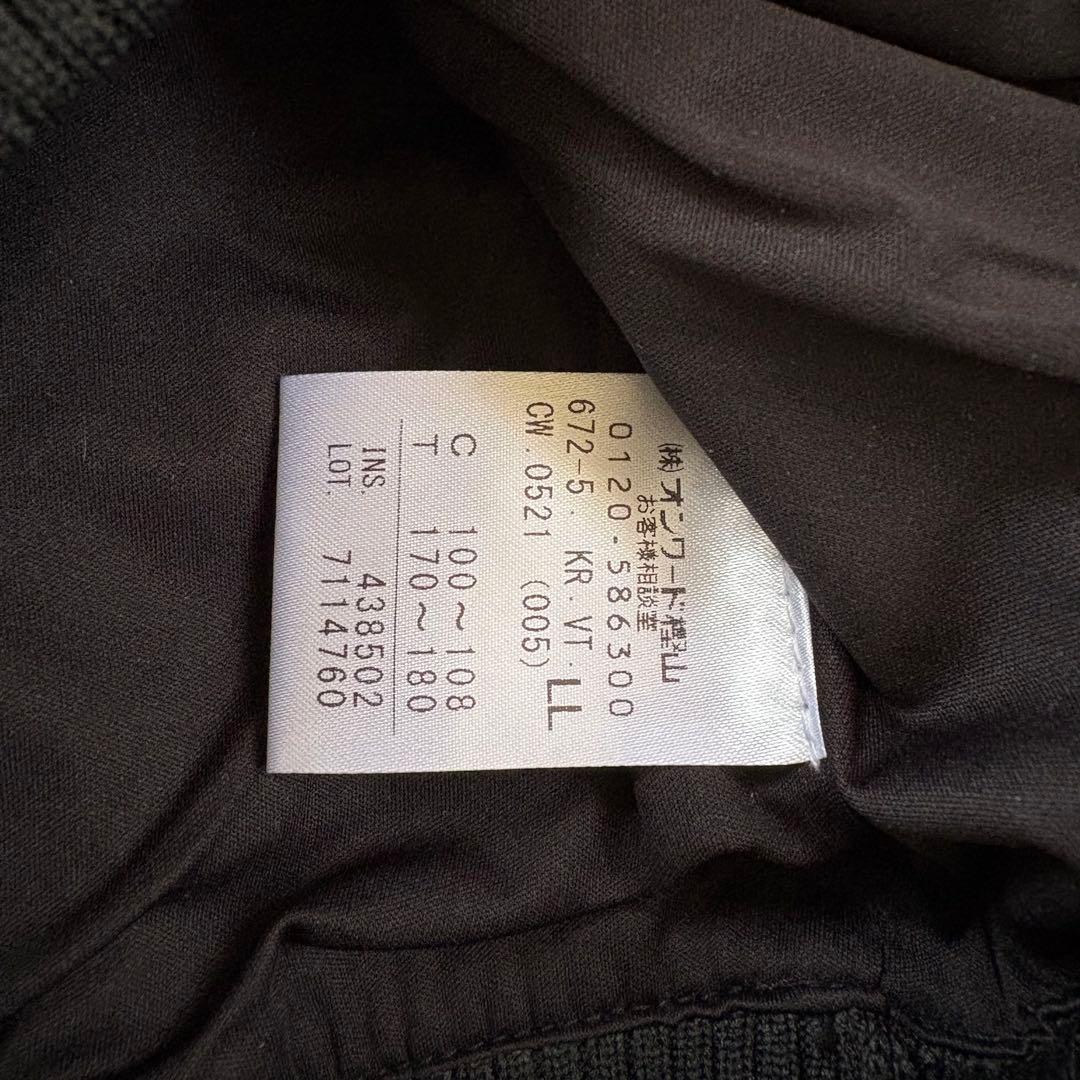 (株)オンワード樫山
お客様相談室
0120-586300
672-5. KR.VT.LL
CW.0521 (005)
C 100〜108
T 170〜180
INS. 438502
LOT. 7114760